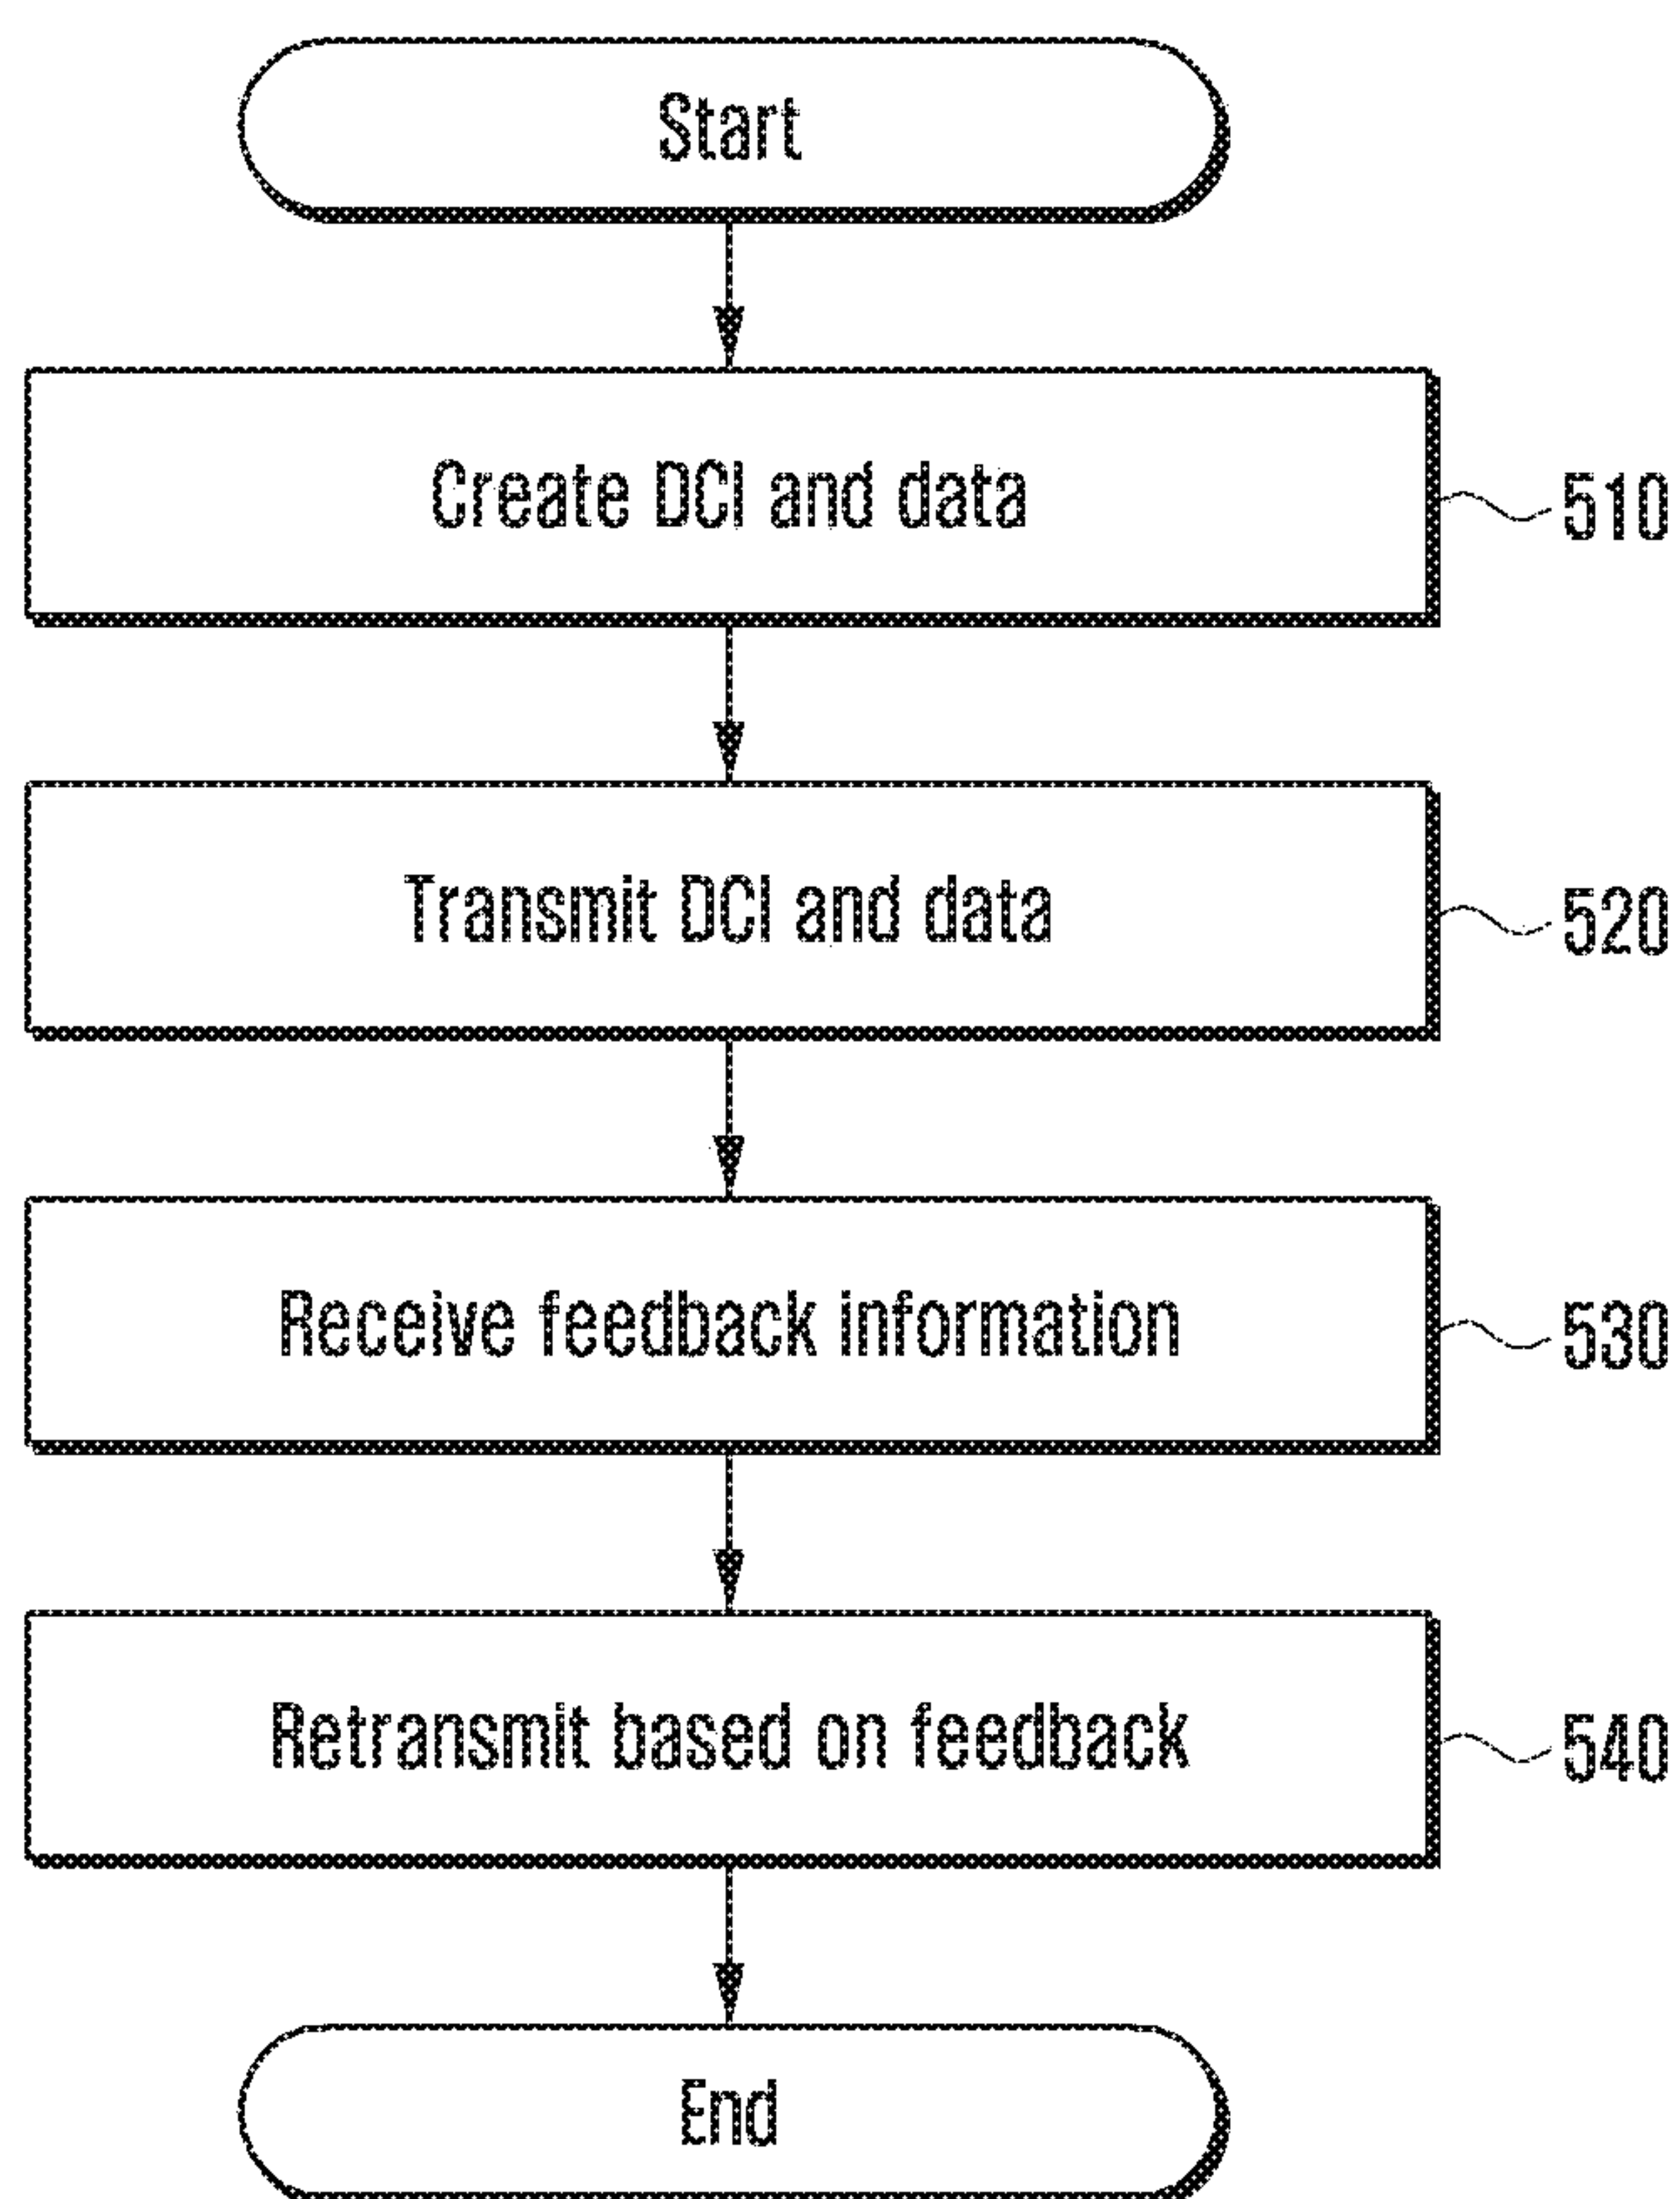 Start
Create DCI and data
510
Transmit DCI and data
520
Receive feedback information
530
Retransmit based on feedback
540
End